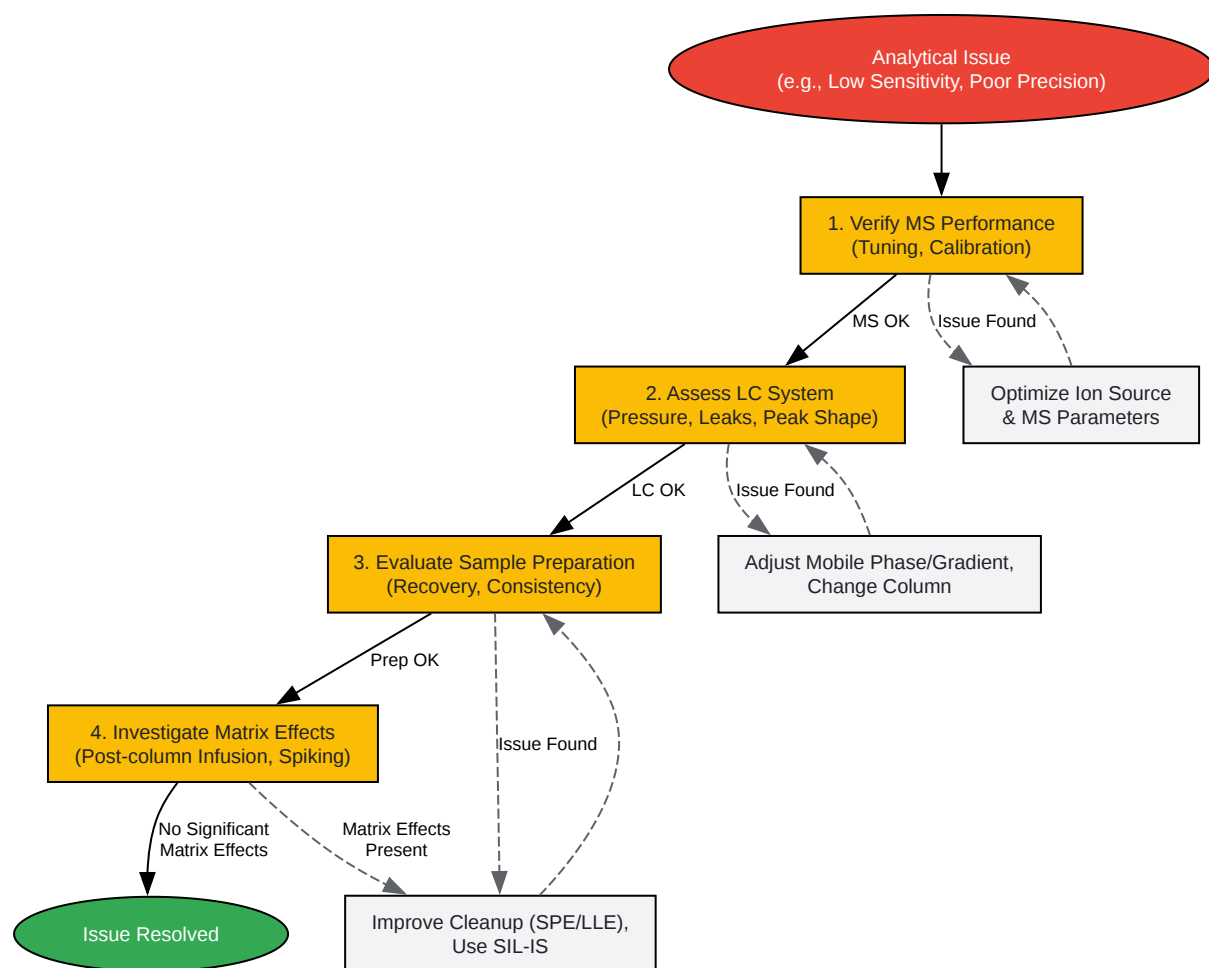 Analytical Issue
(e.g., Low Sensitivity, Poor Precision)
1. Verify MS Performance
(Tuning, Calibration)
MS OK
Issue Found
2. Assess LC System
(Pressure, Leaks, Peak Shape)
Optimize Ion Source
& MS Parameters
LC OK
Issue Found
3. Evaluate Sample Preparation
(Recovery, Consistency)
Adjust Mobile Phase/Gradient,
Change Column
Prep OK
4. Investigate Matrix Effects
(Post-column Infusion, Spiking)
Issue Found
No Significant
Matrix Effects
Matrix Effects
Present
Issue Resolved
Improve Cleanup (SPE/LLE),
Use SIL-IS